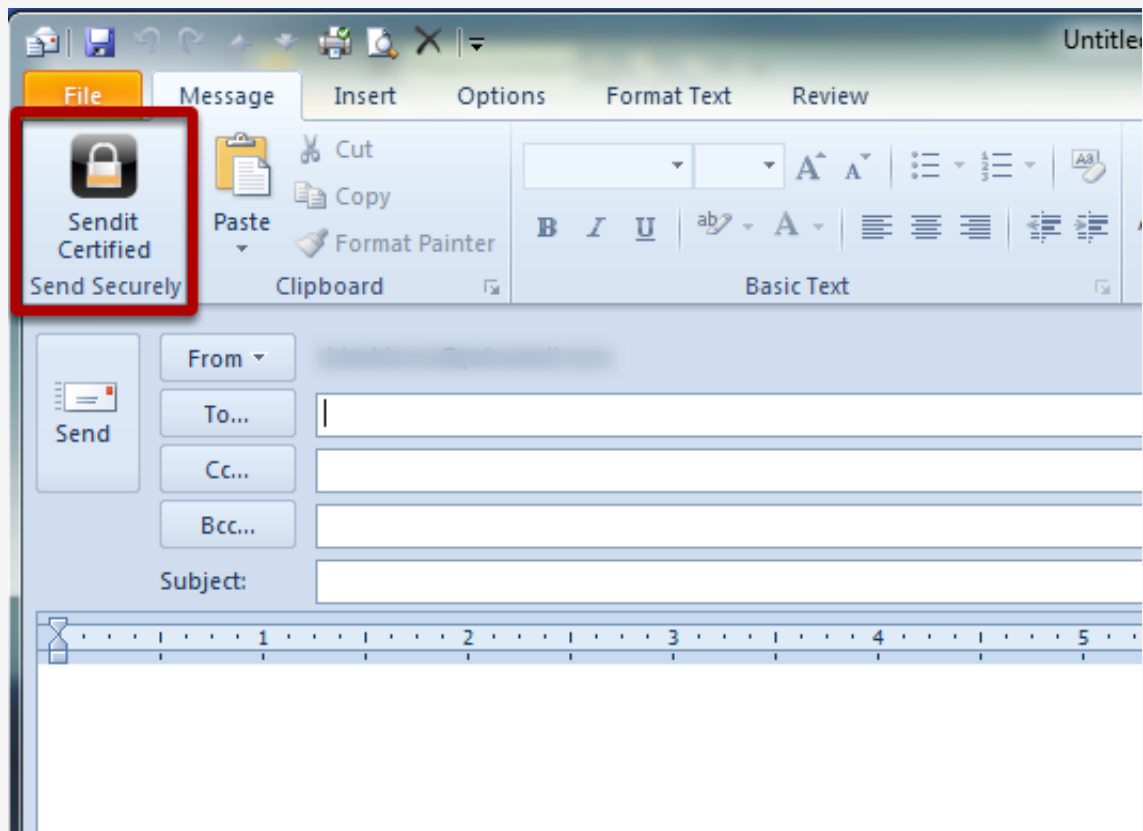 Untitle
File Message Insert Options Format Text Review
Sendit Certified
Send Securely
Paste
Cut
Copy
Format Painter
Clipboard
B I U
Basic Text
Send
From
To...
Cc...
Bcc...
Subject:
1 2 3 4 5